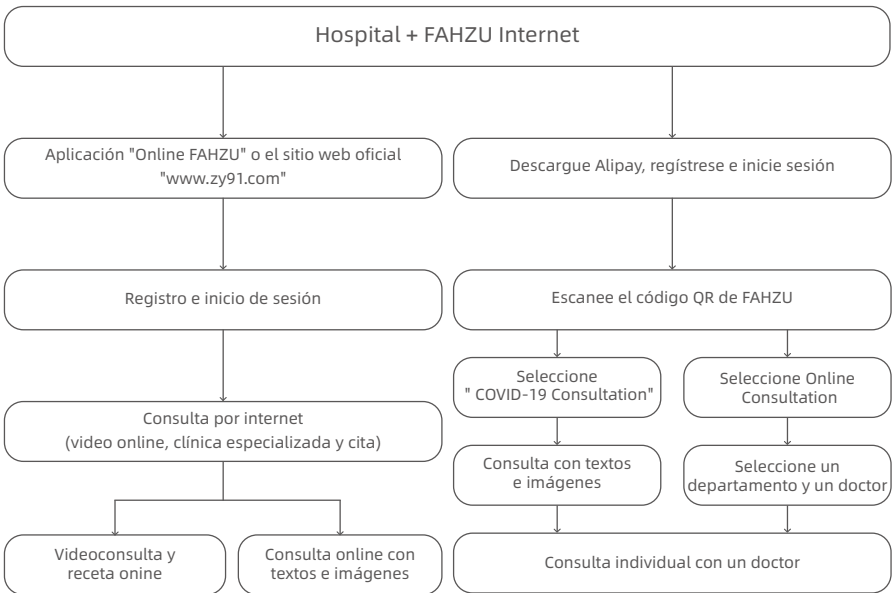 Hospital + FAHZU Internet
Aplicación "Online FAHZU" o el sitio web oficial
"www.zy91.com"
Descargue Alipay, regístrese e inicie sesión
Registro e inicio de sesión
Escanee el código QR de FAHZU
Seleccione
" COVID-19 Consultation"
Seleccione Online
Consultation
Consulta por internet
(video online, clínica especializada y cita)
Consulta con textos
e imágenes
Seleccione un
departamento y un doctor
Videoconsulta y
receta onine
Consulta online con
textos e imágenes
Consulta individual con un doctor